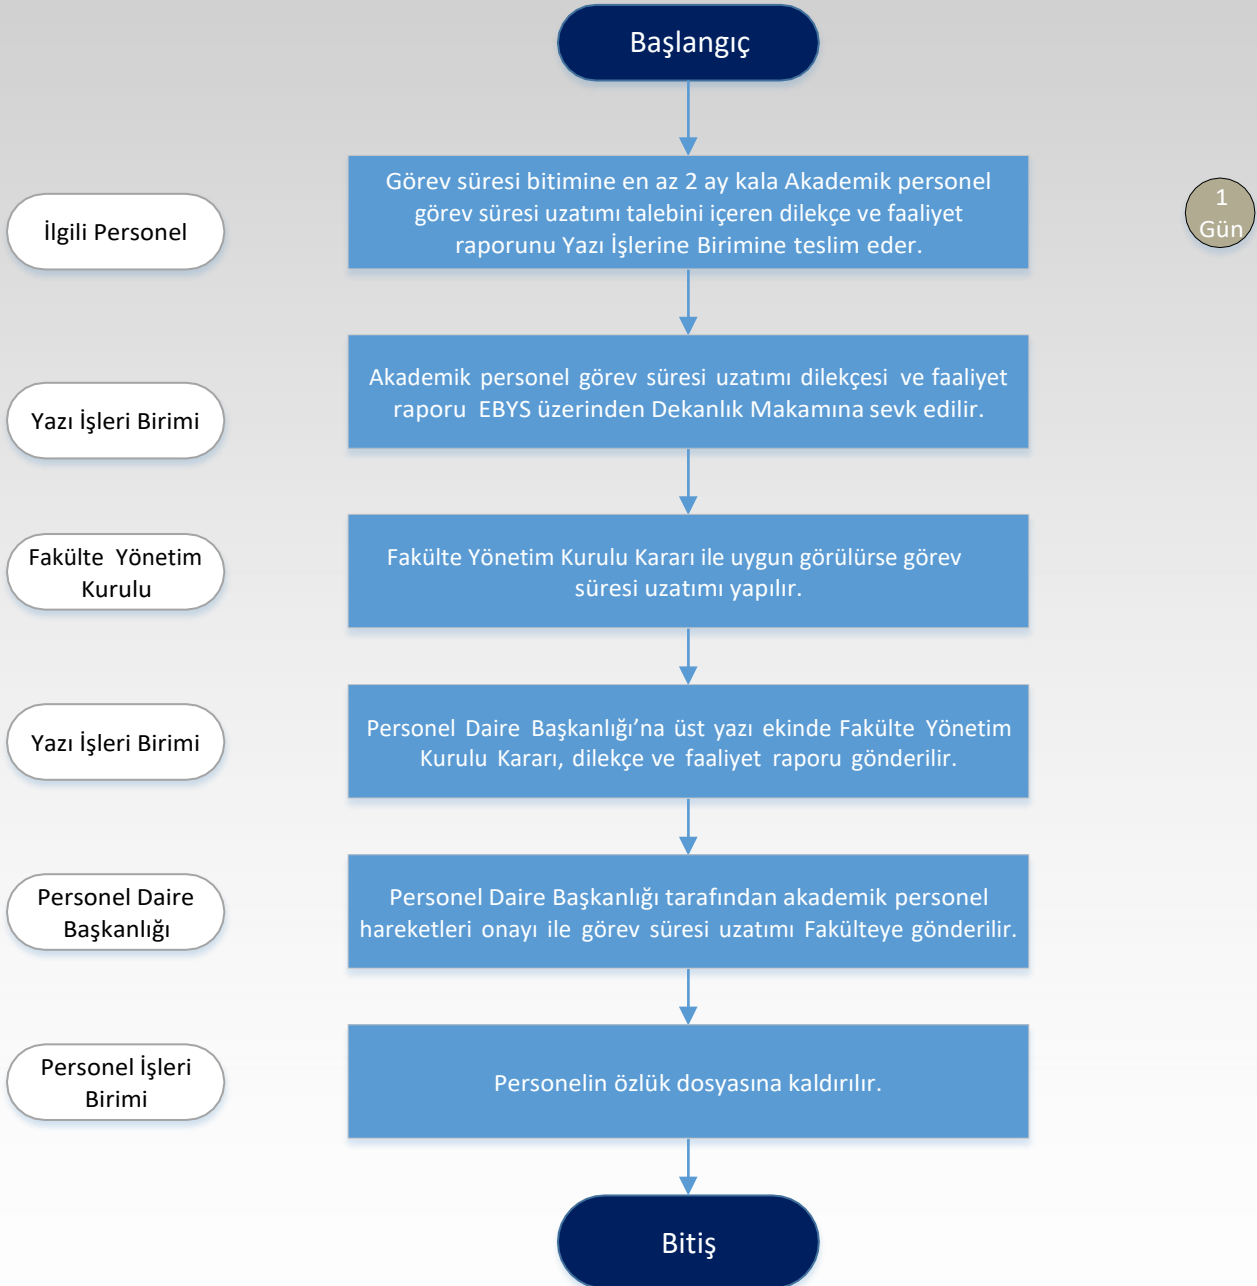 Başlangıç
İlgili Personel
Görev süresi bitimine en az 2 ay kala Akademik personel
görev süresi uzatımı talebini içeren dilekçe ve faaliyet
raporunu Yazı İşlerine Birimine teslim eder.
1
Gün
Yazı İşleri Birimi
Akademik personel görev süresi uzatımı dilekçesi ve faaliyet
raporu EBYS üzerinden Dekanlık Makamına sevk edilir.
Fakülte Yönetim
Kurulu
Fakülte Yönetim Kurulu Kararı ile uygun görülürse görev
süresi uzatımı yapılır.
Yazı İşleri Birimi
Personel Daire Başkanlığı’na üst yazı ekinde Fakülte Yönetim
Kurulu Kararı, dilekçe ve faaliyet raporu gönderilir.
Personel Daire
Başkanlığı
Personel Daire Başkanlığı tarafından akademik personel
hareketleri onayı ile görev süresi uzatımı Fakülteye gönderilir.
Personel İşleri
Birimi
Personelin özlük dosyasına kaldırılır.
Bitiş